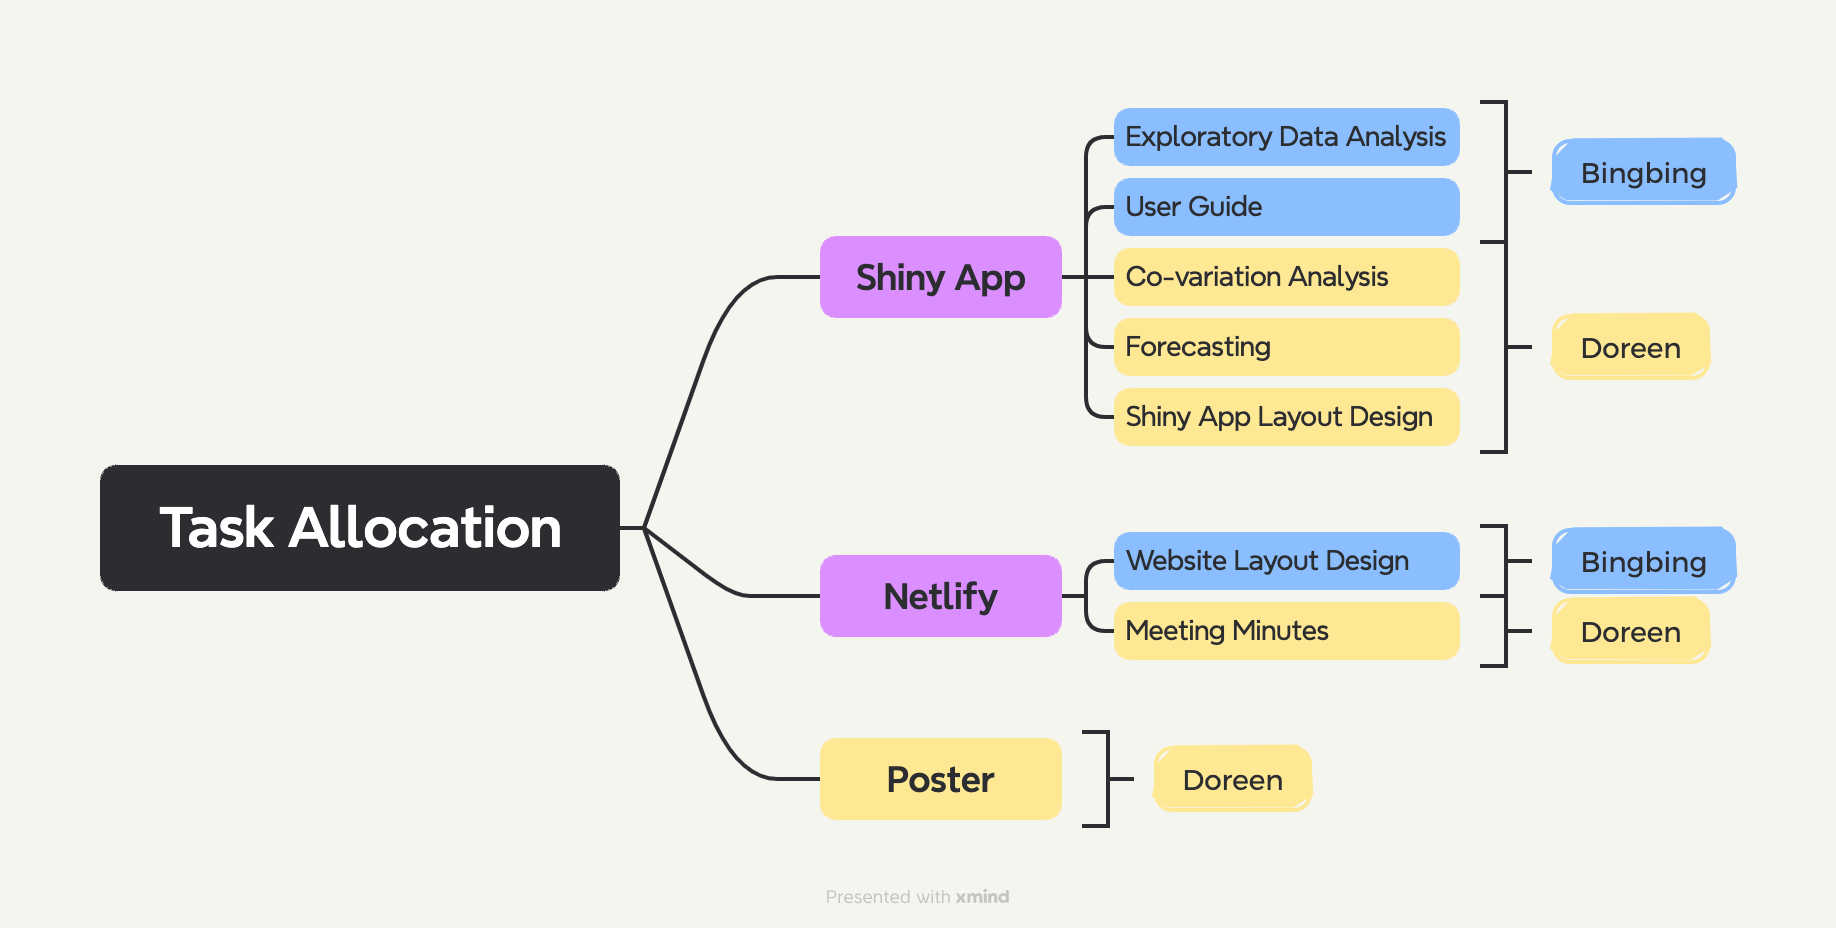 Task Allocation
Shiny App
Exploratory Data Analysis
User Guide
Co-variation Analysis
Forecasting
Shiny App Layout Design
Bingbing
Doreen
Netlify
Website Layout Design
Meeting Minutes
Bingbing
Doreen
Poster
Doreen
Presented with xmind